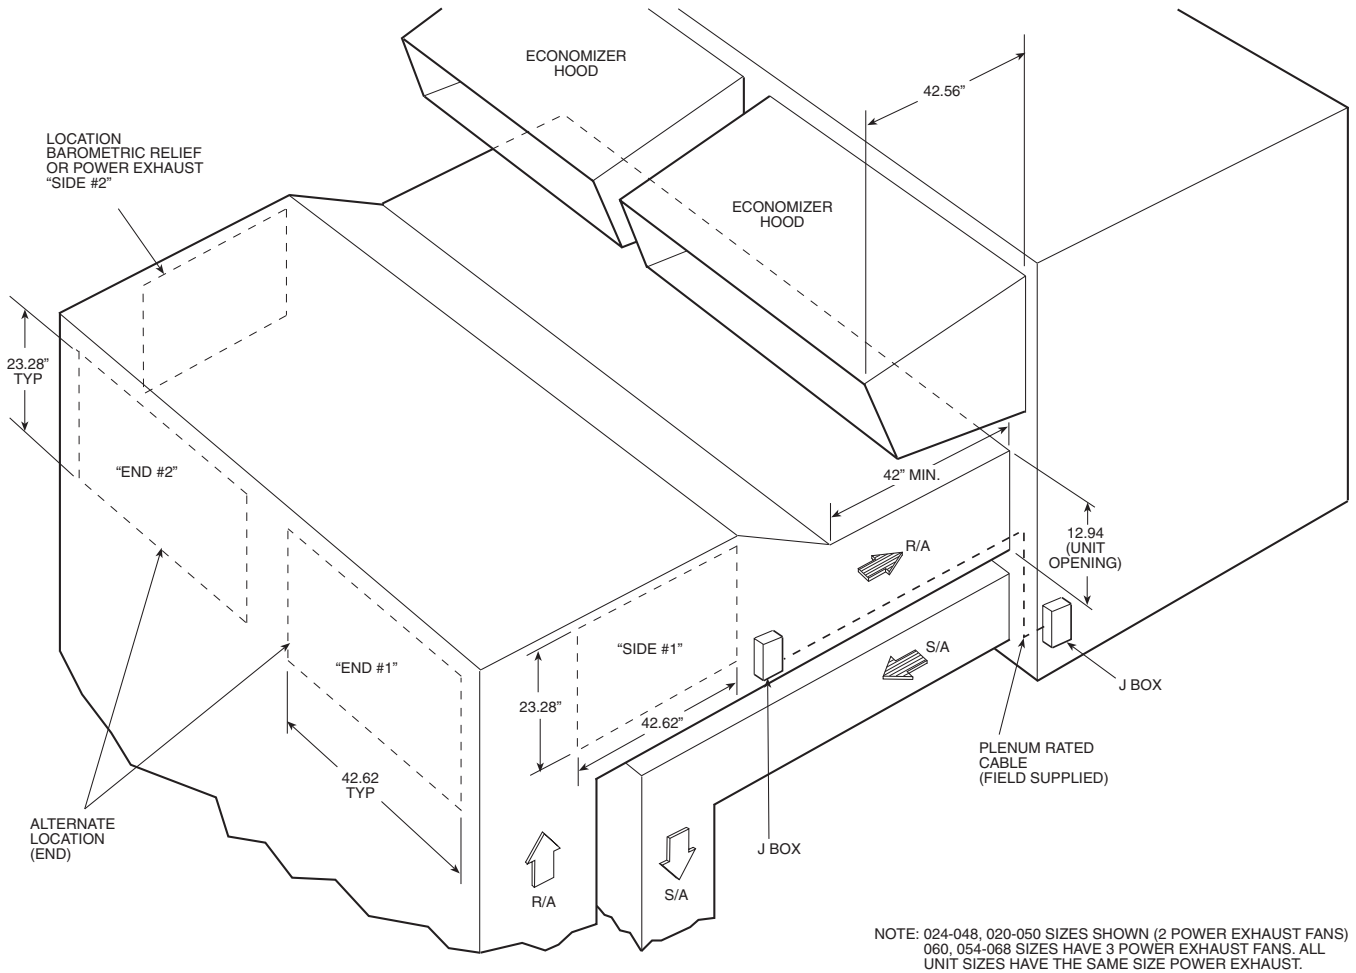 ECONOMIZER
HOOD
42.56”
LOCATION
BAROMETRIC RELIEF
OR POWER EXHAUST
“SIDE #2”
ECONOMIZER
HOOD
23.28”
TYP
“END #2”
42” MIN.
12.94
(UNIT
OPENING)
R/A
“SIDE #1”
S/A
“END #1”
J BOX
23.28”
42.62”
PLENUM RATED
CABLE
(FIELD SUPPLIED)
42.62
TYP
ALTERNATE
LOCATION
(END)
J BOX
R/A
S/A
NOTE: 024-048, 020-050 SIZES SHOWN (2 POWER EXHAUST FANS)
060, 054-068 SIZES HAVE 3 POWER EXHAUST FANS. ALL
UNIT SIZES HAVE THE SAME SIZE POWER EXHAUST.